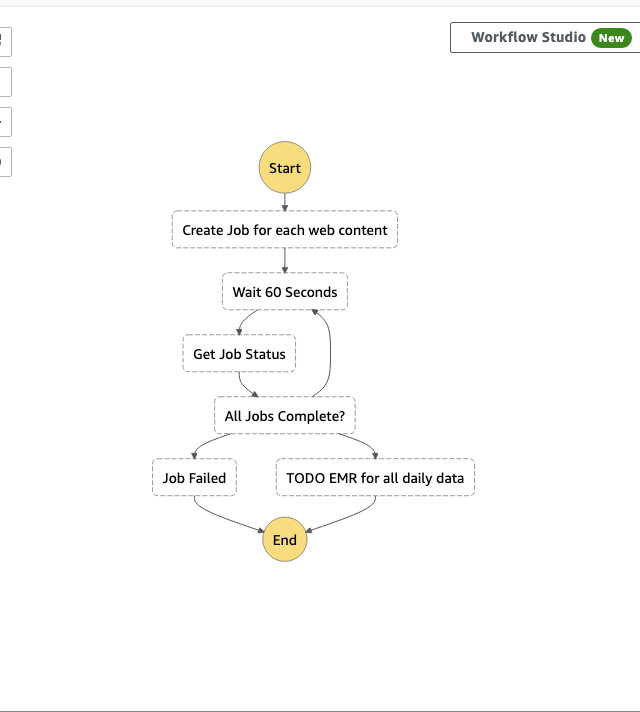 Workflow Studio New
Start
Create Job for each web content
Wait 60 Seconds
Get Job Status
All Jobs Complete?
Job Failed
TODO EMR for all daily data
End